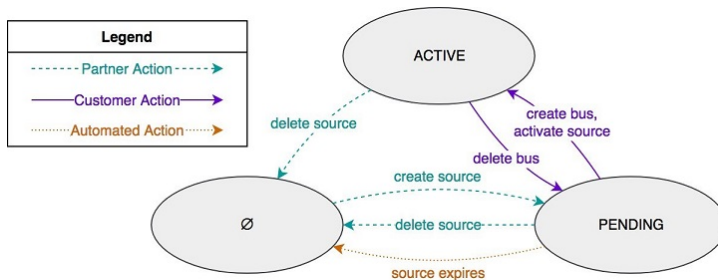 Legend
Partner Action
Customer Action
Automated Action
ACTIVE
delete source
create bus,
activate source
delete bus
create source
∅
delete source
PENDING
source expires